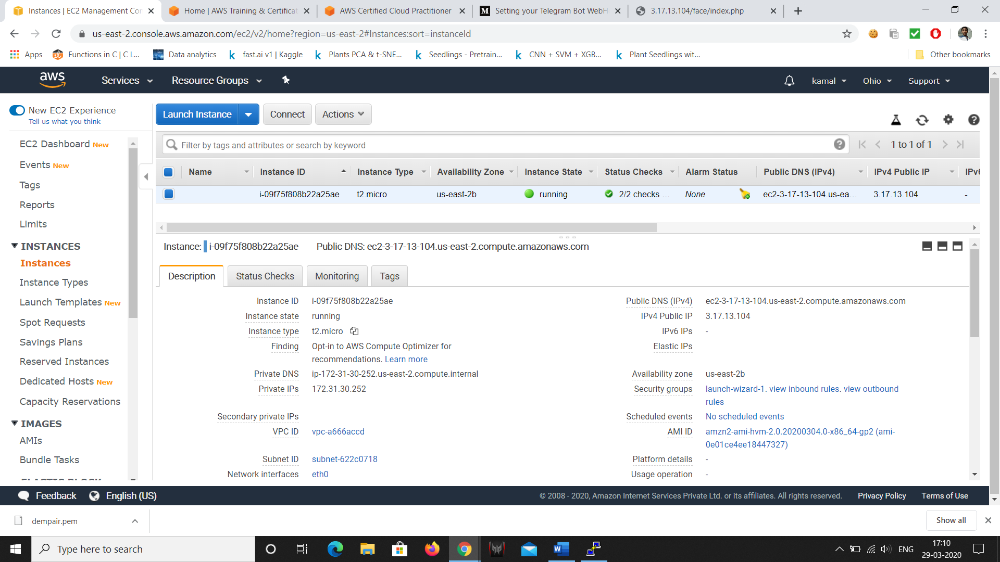 Instances | EC2 Management Con
Home | AWS Training & Certificat
AWS Certified Cloud Practitioner
M Setting your Telegram Bot WebH
3.17.13.104/face/index.php
us-east-2.console.aws.amazon.com/ec2/v2/home?region=us-east-2#Instances:sort=instanceId
Apps Functions in C | C L... Data analytics k fast.ai v1 | Kaggle k Plants PCA & t-SNE... k Seedlings - Pretrain... k CNN + SVM + XGB... k Plant Seedlings wit... Other bookmarks
aws Services Resource Groups kamal Ohio Support
New EC2 Experience
Tell us what you think
EC2 Dashboard New
Events New
Tags
Reports
Limits
INSTANCES
Instances
Instance Types
Launch Templates New
Spot Requests
Savings Plans
Reserved Instances
Dedicated Hosts New
Capacity Reservations
IMAGES
AMIs
Bundle Tasks
ELASTIC BLOCK
Launch Instance Connect Actions
Filter by tags and attributes or search by keyword
1 to 1 of 1
Name Instance ID Instance Type Availability Zone Instance State Status Checks Alarm Status Public DNS (IPv4) IPv4 Public IP IPv6
i-09f75f808b22a25ae t2.micro us-east-2b running 2/2 checks ... None ec2-3-17-13-104.us-ea... 3.17.13.104 -
Instance: i-09f75f808b22a25ae Public DNS: ec2-3-17-13-104.us-east-2.compute.amazonaws.com
Description Status Checks Monitoring Tags
Instance ID i-09f75f808b22a25ae
Instance state running
Instance type t2.micro
Finding Opt-in to AWS Compute Optimizer for
recommendations. Learn more
Private DNS ip-172-31-30-252.us-east-2.compute.internal
Private IPs 172.31.30.252
Secondary private IPs
VPC ID vpc-a666accd
Subnet ID subnet-622c0718
Network interfaces eth0
Public DNS (IPv4) ec2-3-17-13-104.us-east-2.compute.amazonaws.com
IPv4 Public IP 3.17.13.104
IPv6 IPs -
Elastic IPs
Availability zone us-east-2b
Security groups launch-wizard-1. view inbound rules. view outbound
rules
Scheduled events No scheduled events
AMI ID amzn2-ami-hvm-2.0.20200304.0-x86_64-gp2 (ami-
0e01ce4ee18447327)
Platform details -
Usage operation -
Feedback English (US) © 2008 - 2020, Amazon Internet Services Private Ltd. or its affiliates. All rights reserved. Privacy Policy Terms of Use
dempair.pem Show all
Type here to search
ENG
17:10
29-03-2020